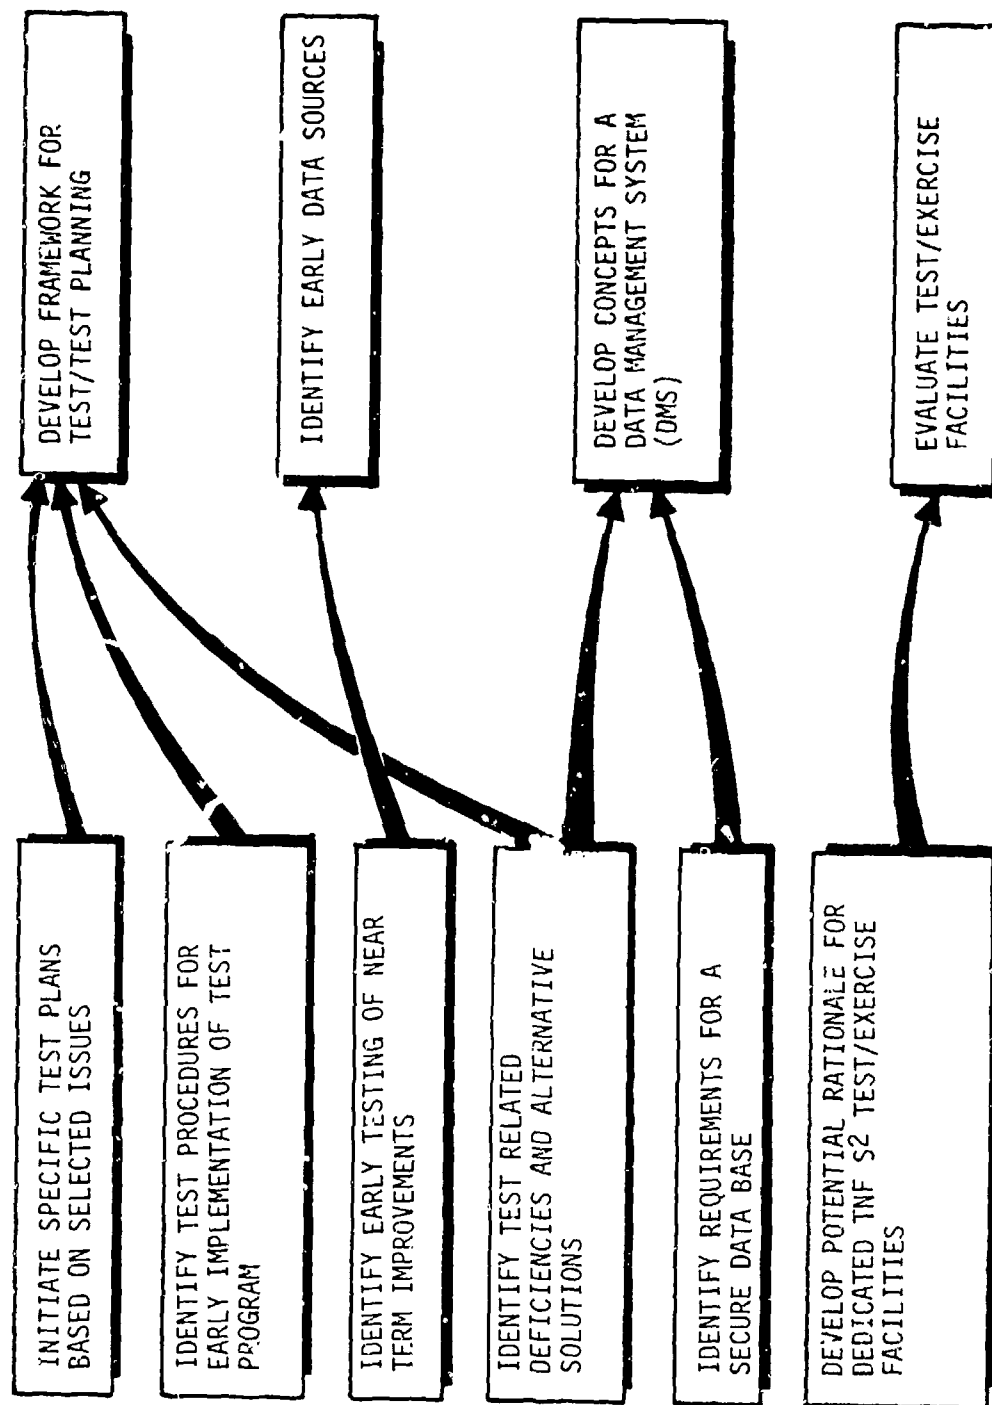 INITIATE SPECIFIC TEST PLANS
BASED ON SELECTED ISSUES
IDENTIFY TEST PROCEDURES FOR
EARLY IMPLEMENTATION OF TEST
PROGRAM
IDENTIFY EARLY TESTING OF NEAR
TERM IMPROVEMENTS
IDENTIFY TEST RELATED
DEFICIENCIES AND ALTERNATIVE
SOLUTIONS
IDENTIFY REQUIREMENTS FOR A
SECURE DATA BASE
DEVELOP POTENTIAL RATIONALE FOR
DEDICATED TNF S² TEST/EXERCISE
FACILITIES
DEVELOP FRAMEWORK FOR
TEST/TEST PLANNING
IDENTIFY EARLY DATA SOURCES
DEVELOP CONCEPTS FOR A
DATA MANAGEMENT SYSTEM
(DMS)
EVALUATE TEST/EXERCISE
FACILITIES